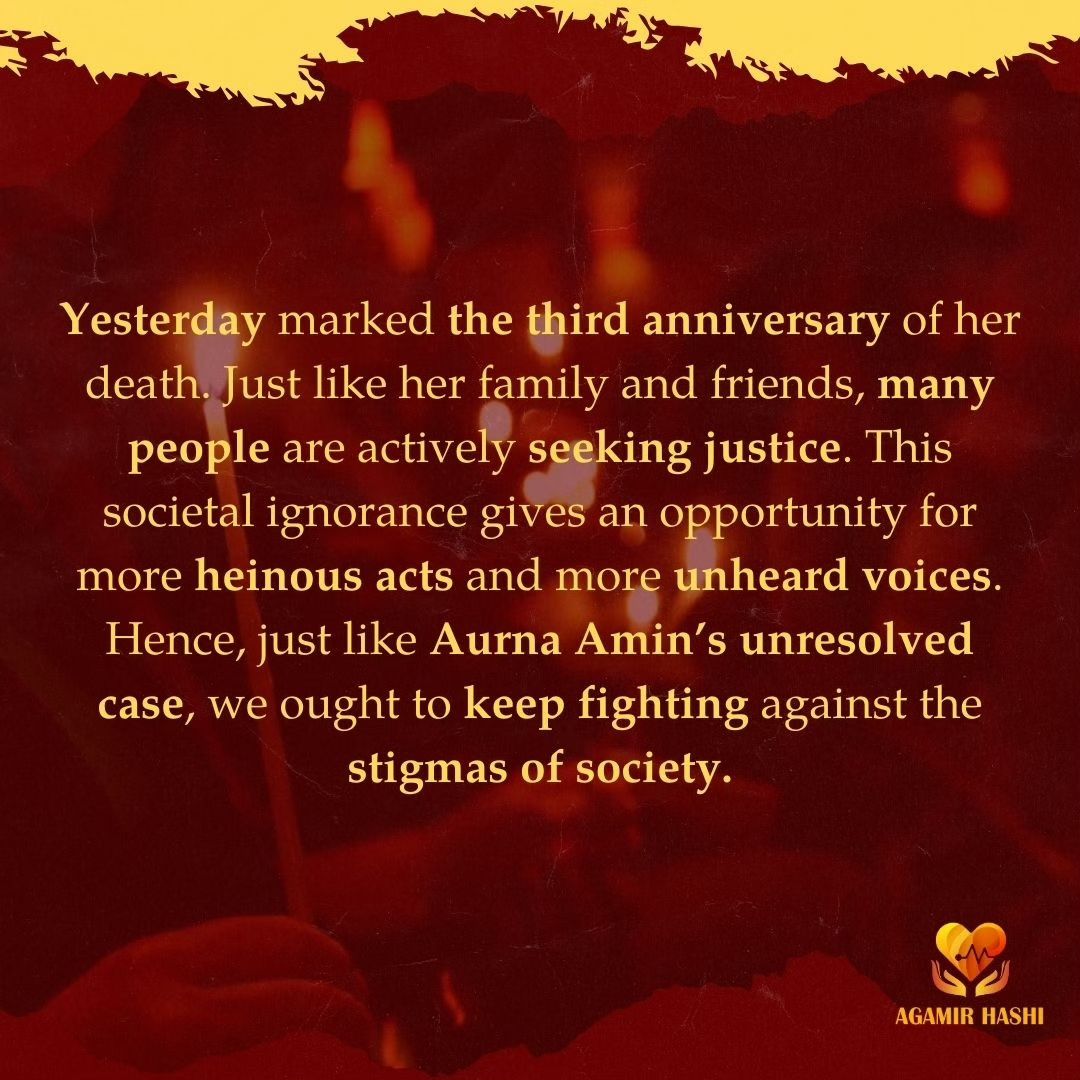 Yesterday marked the third anniversary of her
death. Just like her family and friends, many
people are actively seeking justice. This
societal ignorance gives an opportunity for
more heinous acts and more unheard voices.
Hence, just like Aurna Amin’s unresolved
case, we ought to keep fighting against the
stigmas of society.
AGAMIR HASHI